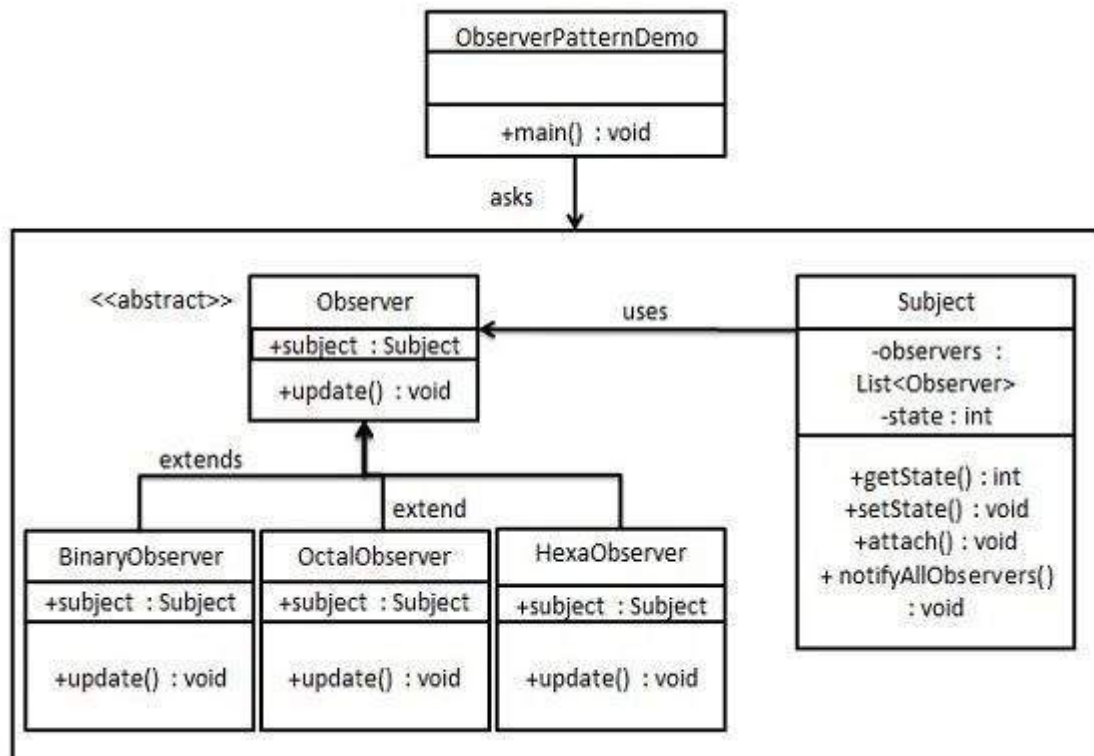 ObserverPatternDemo
+main() : void
asks
<<abstract>>
Observer
+subject : Subject
+update() : void
uses
Subject
-observers :
List<Observer>
-state : int
+getState() : int
+setState() : void
+attach() : void
+ notifyAllObservers()
: void
extends
extend
BinaryObserver
+subject : Subject
+update() : void
OctalObserver
+subject : Subject
+update() : void
HexaObserver
+subject : Subject
+update() : void